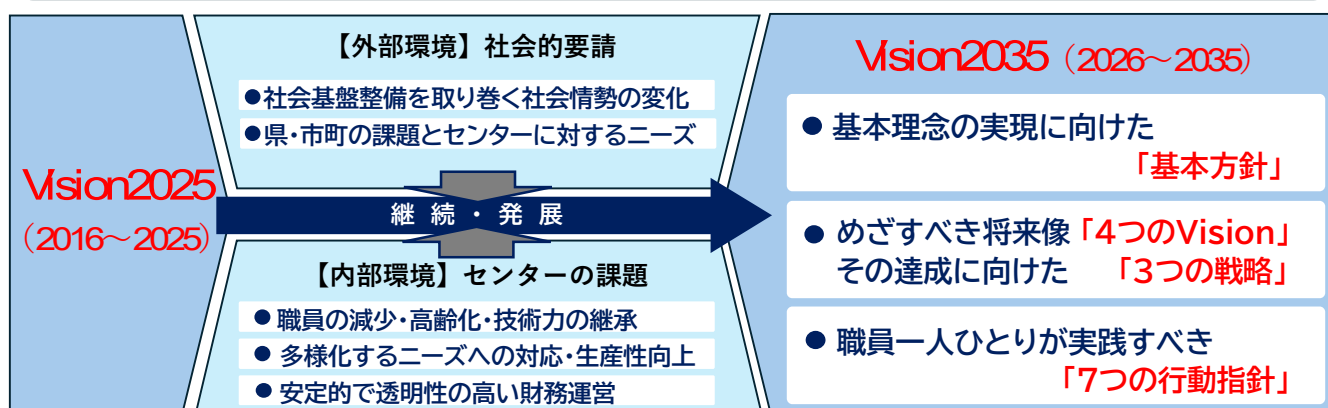 Vision2025
(2016～2025)
【外部環境】社会的要請
●社会基盤整備を取り巻く社会情勢の変化
●県・市町の課題とセンターに対するニーズ
継続・発展
【内部環境】センターの課題
●職員の減少・高齢化・技術力の継承
●多様化するニーズへの対応・生産性向上
●安定的で透明性の高い財務運営
Vision2035（2026～2035）
●基本理念の実現に向けた
「基本方針」
●めざすべき将来像「4つのVision」
その達成に向けた「3つの戦略」
●職員一人ひとりが実践すべき
「7つの行動指針」